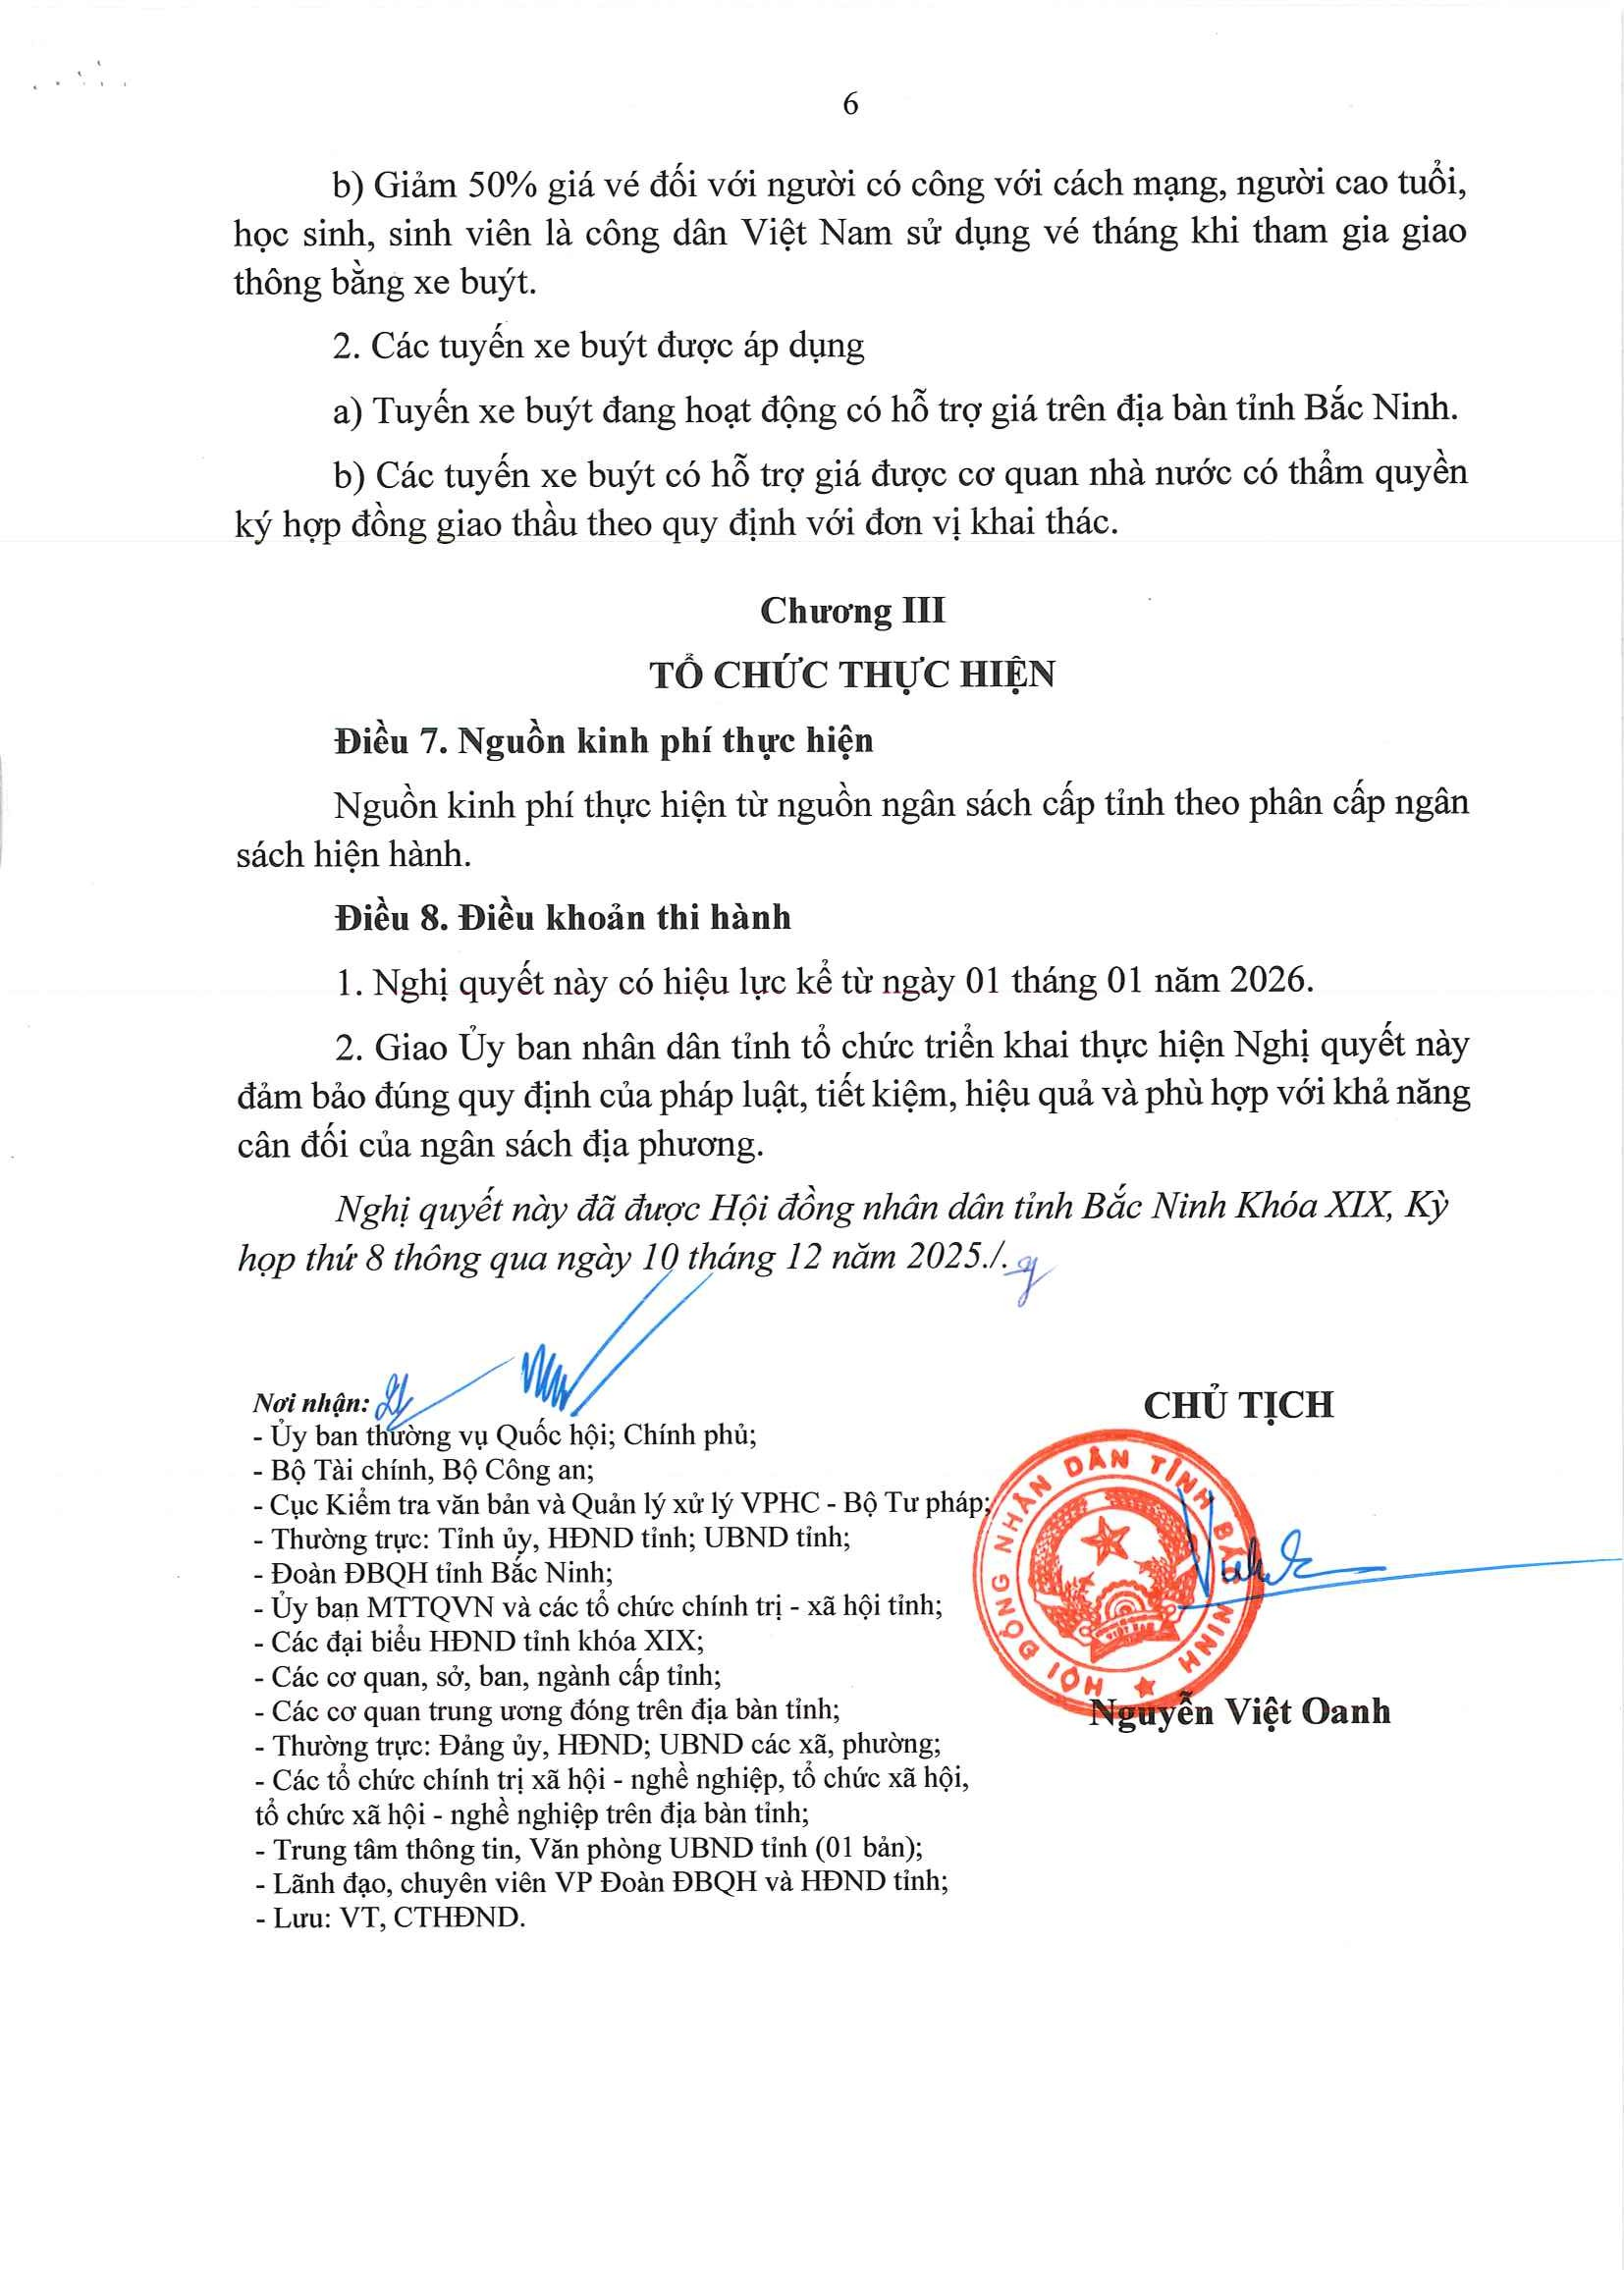 6
b) Giảm 50% giá vé đối với người có công với cách mạng, người cao tuổi,
học sinh, sinh viên là công dân Việt Nam sử dụng vé tháng khi tham gia giao
thông bằng xe buýt.
2. Các tuyến xe buýt được áp dụng
a) Tuyến xe buýt đang hoạt động có hỗ trợ giá trên địa bàn tỉnh Bắc Ninh.
b) Các tuyến xe buýt có hỗ trợ giá được cơ quan nhà nước có thẩm quyền
ký hợp đồng giao thầu theo quy định với đơn vị khai thác.
Chương III
TỔ CHỨC THỰC HIỆN
Điều 7. Nguồn kinh phí thực hiện
Nguồn kinh phí thực hiện từ nguồn ngân sách cấp tỉnh theo phân cấp ngân
sách hiện hành.
Điều 8. Điều khoản thi hành
1. Nghị quyết này có hiệu lực kể từ ngày 01 tháng 01 năm 2026.
2. Giao Ủy ban nhân dân tỉnh tổ chức triển khai thực hiện Nghị quyết này
đảm bảo đúng quy định của pháp luật, tiết kiệm, hiệu quả và phù hợp với khả năng
cân đối của ngân sách địa phương.
Nghị quyết này đã được Hội đồng nhân dân tỉnh Bắc Ninh Khóa XIX, Kỳ
họp thứ 8 thông qua ngày 10 tháng 12 năm 2025./.
Nơi nhận:
- Ủy ban thường vụ Quốc hội; Chính phủ;
- Bộ Tài chính, Bộ Công an;
- Cục Kiểm tra văn bản và Quản lý xử lý VPHC - Bộ Tư pháp;
- Thường trực: Tỉnh ủy, HĐND tỉnh; UBND tỉnh;
- Đoàn ĐBQH tỉnh Bắc Ninh;
- Ủy ban MTTQVN và các tổ chức chính trị - xã hội tỉnh;
- Các đại biểu HĐND tỉnh khóa XIX;
- Các cơ quan, sở, ban, ngành cấp tỉnh;
- Các cơ quan trung ương đóng trên địa bàn tỉnh;
- Thường trực: Đảng ủy, HĐND; UBND các xã, phường;
- Các tổ chức chính trị xã hội - nghề nghiệp, tổ chức xã hội,
tổ chức xã hội - nghề nghiệp trên địa bàn tỉnh;
- Trung tâm thông tin, Văn phòng UBND tỉnh (01 bản);
- Lãnh đạo, chuyên viên VP Đoàn ĐBQH và HĐND tỉnh;
- Lưu: VT, CTHĐND.
CHỦ TỊCH
HỘI ĐỒNG NHÂN DÂN TỈNH BẮC NINH
VIỆT NAM
Nguyễn Việt Oanh